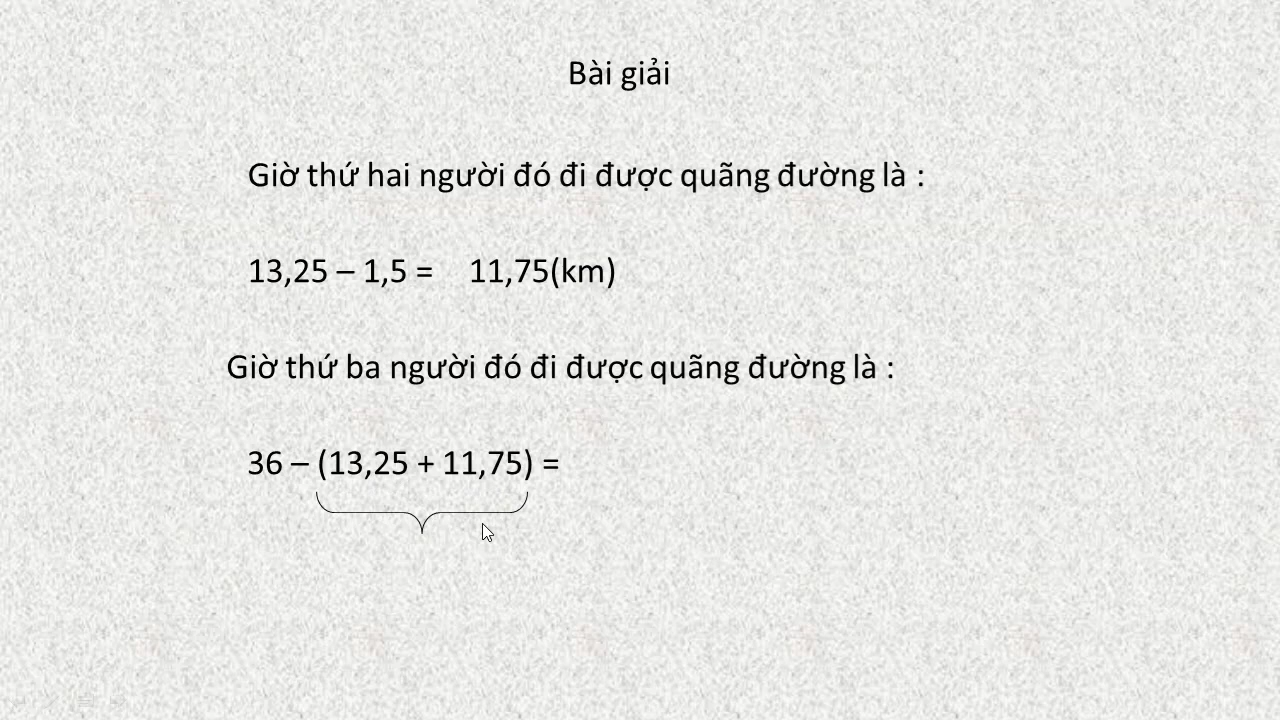 Bài giải
Giờ thứ hai người đó đi được quãng đường là :
13,25 – 1,5 = 11,75(km)
Giờ thứ ba người đó đi được quãng đường là :
36 – (13,25 + 11,75) =